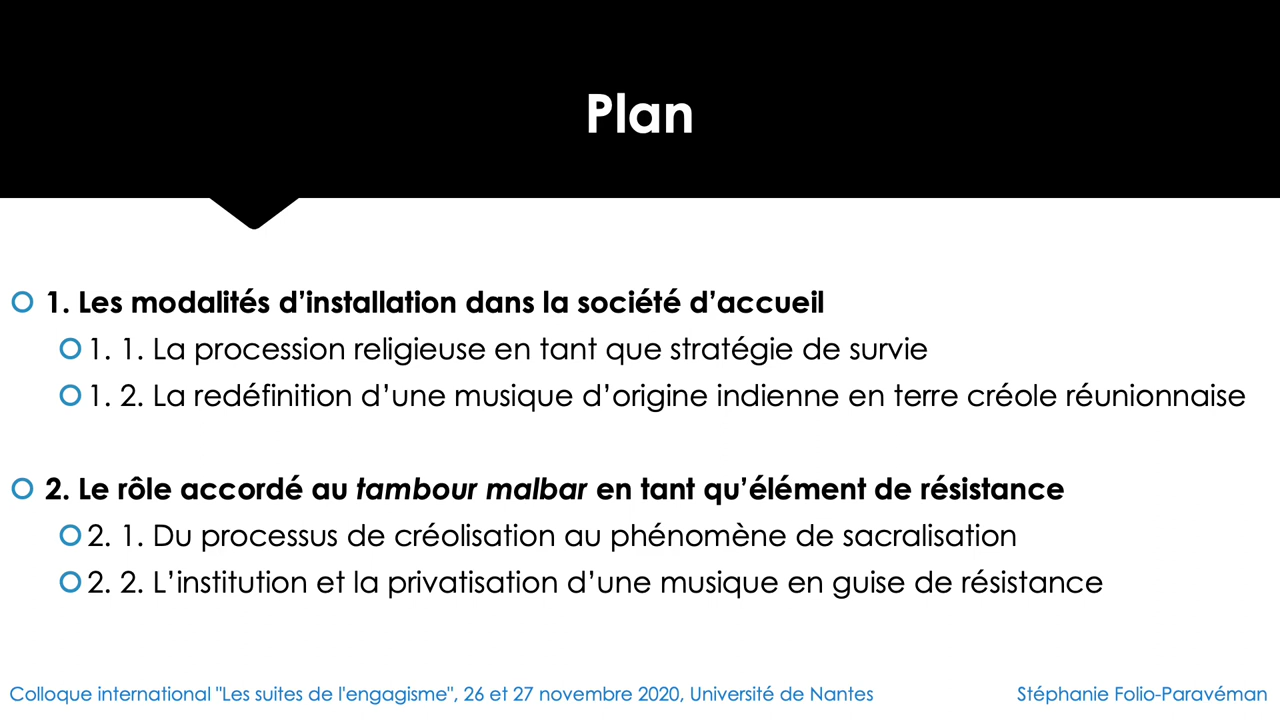 Plan
1. Les modalités d’installation dans la société d’accueil
1. 1. La procession religieuse en tant que stratégie de survie
1. 2. La redéfinition d’une musique d’origine indienne en terre créole réunionnaise
2. Le rôle accordé au tambour malbar en tant qu’élément de résistance
2. 1. Du processus de créolisation au phénomène de sacralisation
2. 2. L’institution et la privatisation d’une musique en guise de résistance
Colloque international "Les suites de l'engagisme", 26 et 27 novembre 2020, Université de Nantes
Stéphanie Folio-Paravéman